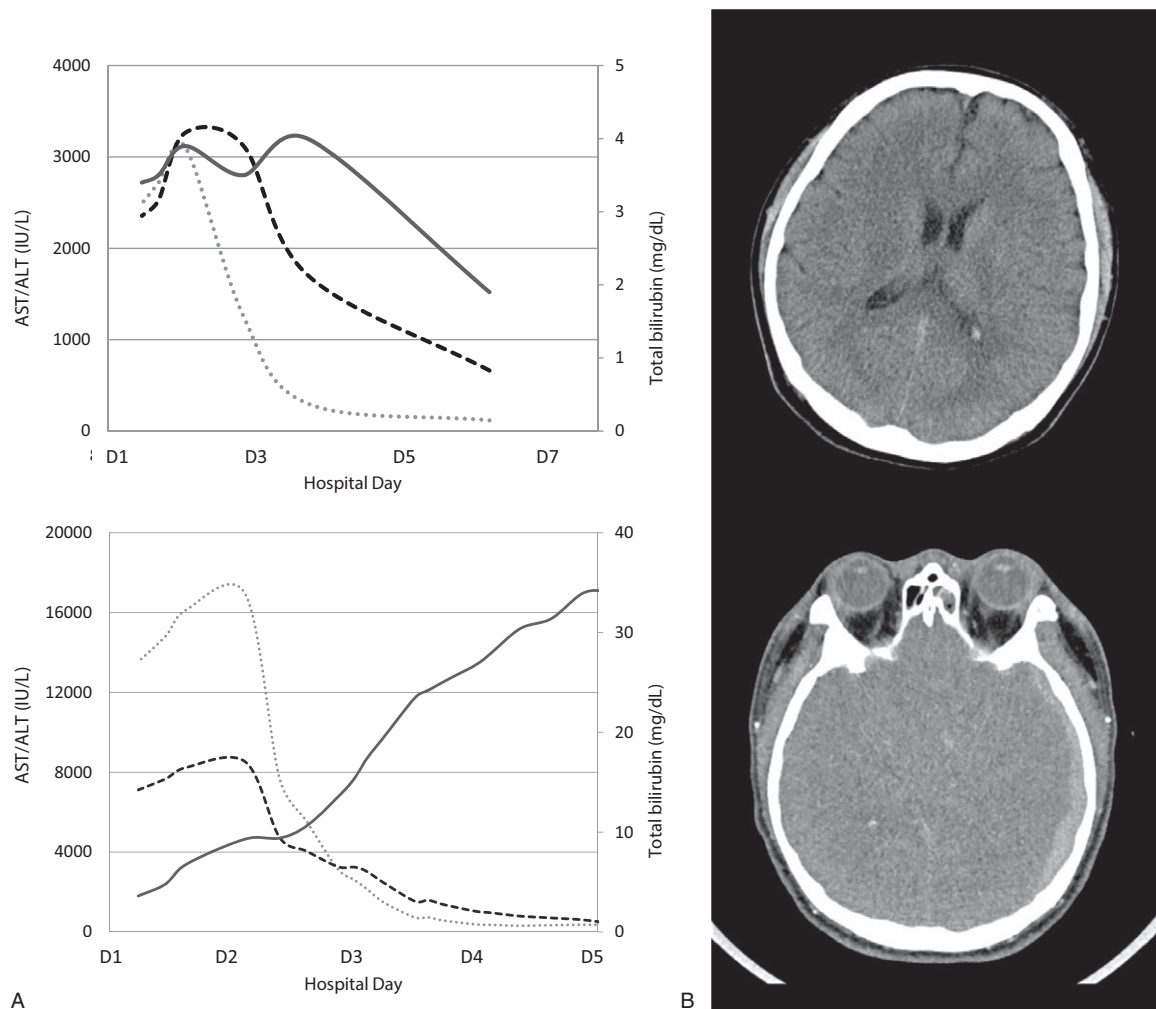 4000
3000
2000
1000
0
AST/ALT (IU/L)
5
4
3
2
1
0
Total bilirubin (mg/dL)
D1 D3 D5 D7
Hospital Day
20000
16000
12000
8000
4000
0
AST/ALT (IU/L)
40
30
20
10
0
Total bilirubin (mg/dL)
D1 D2 D3 D4 D5
Hospital Day
A
B